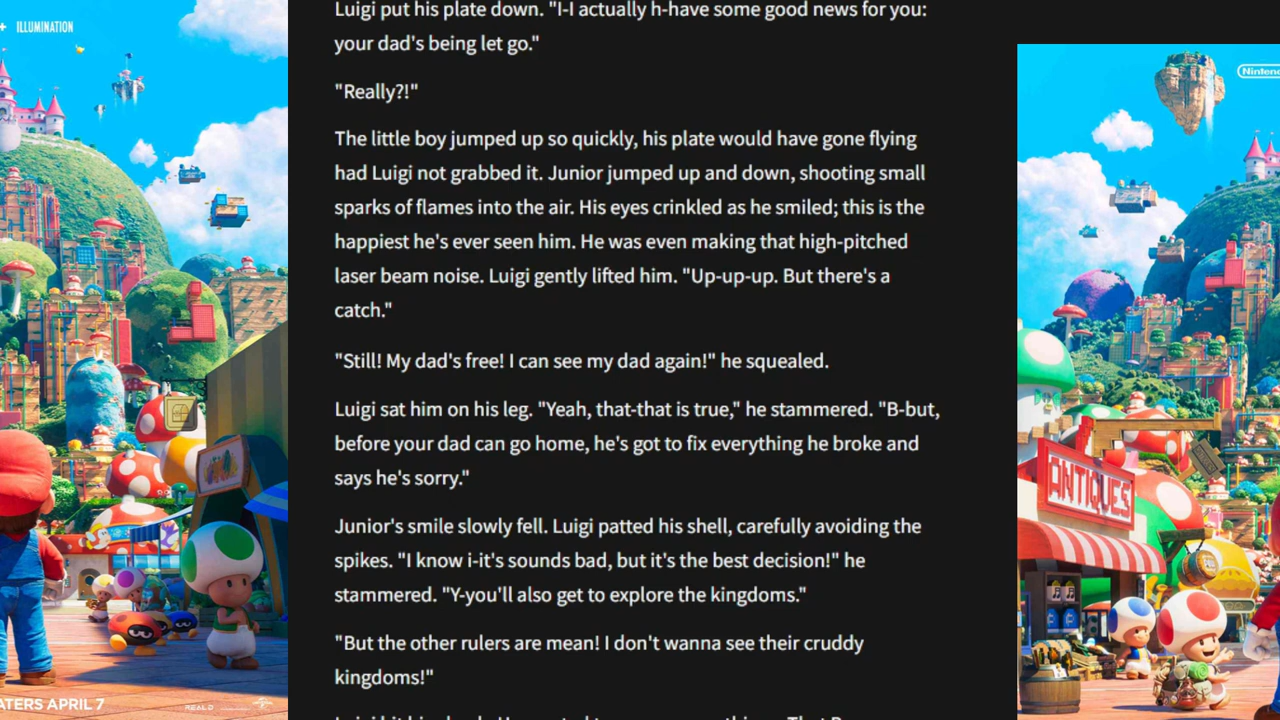 ILLUMINATION
Luigi put his plate down. "I-I actually h-have some good news for you:
your dad's being let go."
"Really?!"
The little boy jumped up so quickly, his plate would have gone flying
had Luigi not grabbed it. Junior jumped up and down, shooting small
sparks of flames into the air. His eyes crinkled as he smiled; this is the
happiest he's ever seen him. He was even making that high-pitched
laser beam noise. Luigi gently lifted him. "Up-up-up. But there's a
catch."
"Still! My dad's free! I can see my dad again!" he squealed.
Luigi sat him on his leg. "Yeah, that-that is true," he stammered. "B-but,
before your dad can go home, he's got to fix everything he broke and
says he's sorry."
Junior's smile slowly fell. Luigi patted his shell, carefully avoiding the
spikes. "I know i-it's sounds bad, but it's the best decision!" he
stammered. "Y-you'll also get to explore the kingdoms."
"But the other rulers are mean! I don't wanna see their cruddy
kingdoms!"
ATERS APRIL 7
REALD
Ninten
ANTIQUES